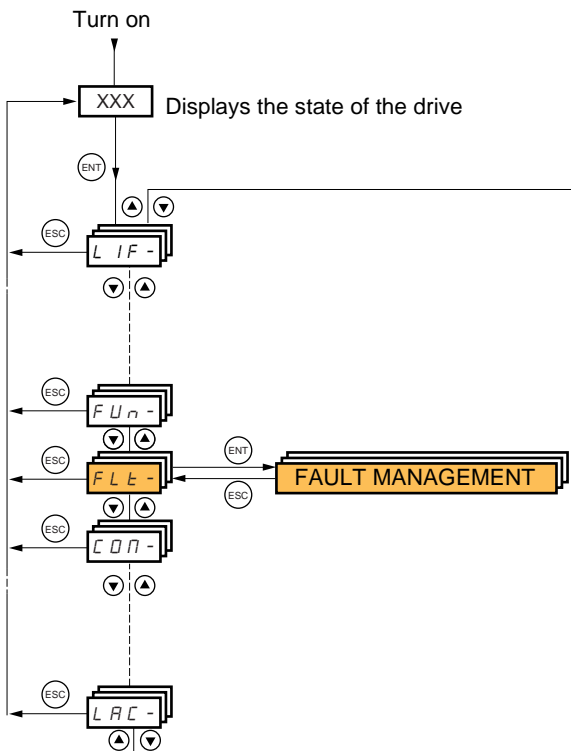 Turn on
XXX Displays the state of the drive
ENT
ESC
LIF-
ESC
FUn-
ESC
ENT
FLt-
FAULT MANAGEMENT
ESC
ESC
COM-
ESC
LAC-